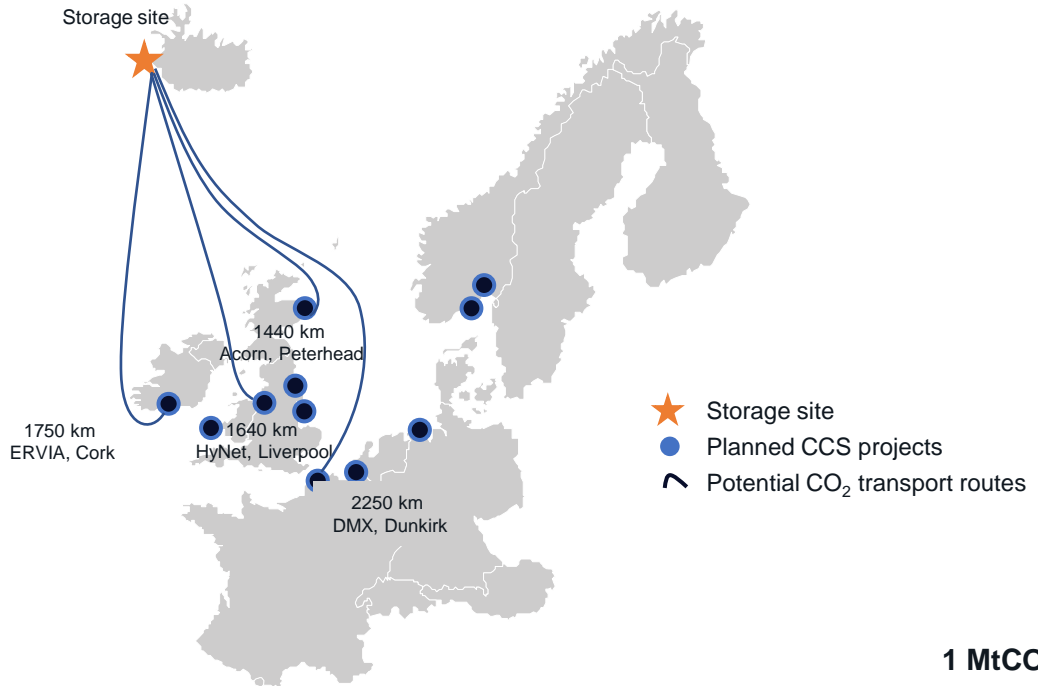 Storage site
1440 km
Acorn, Peterhead
1750 km
ERVIA, Cork
1640 km
HyNet, Liverpool
2250 km
DMX, Dunkirk
Storage site
Planned CCS projects
Potential CO₂ transport routes
1 MtCO